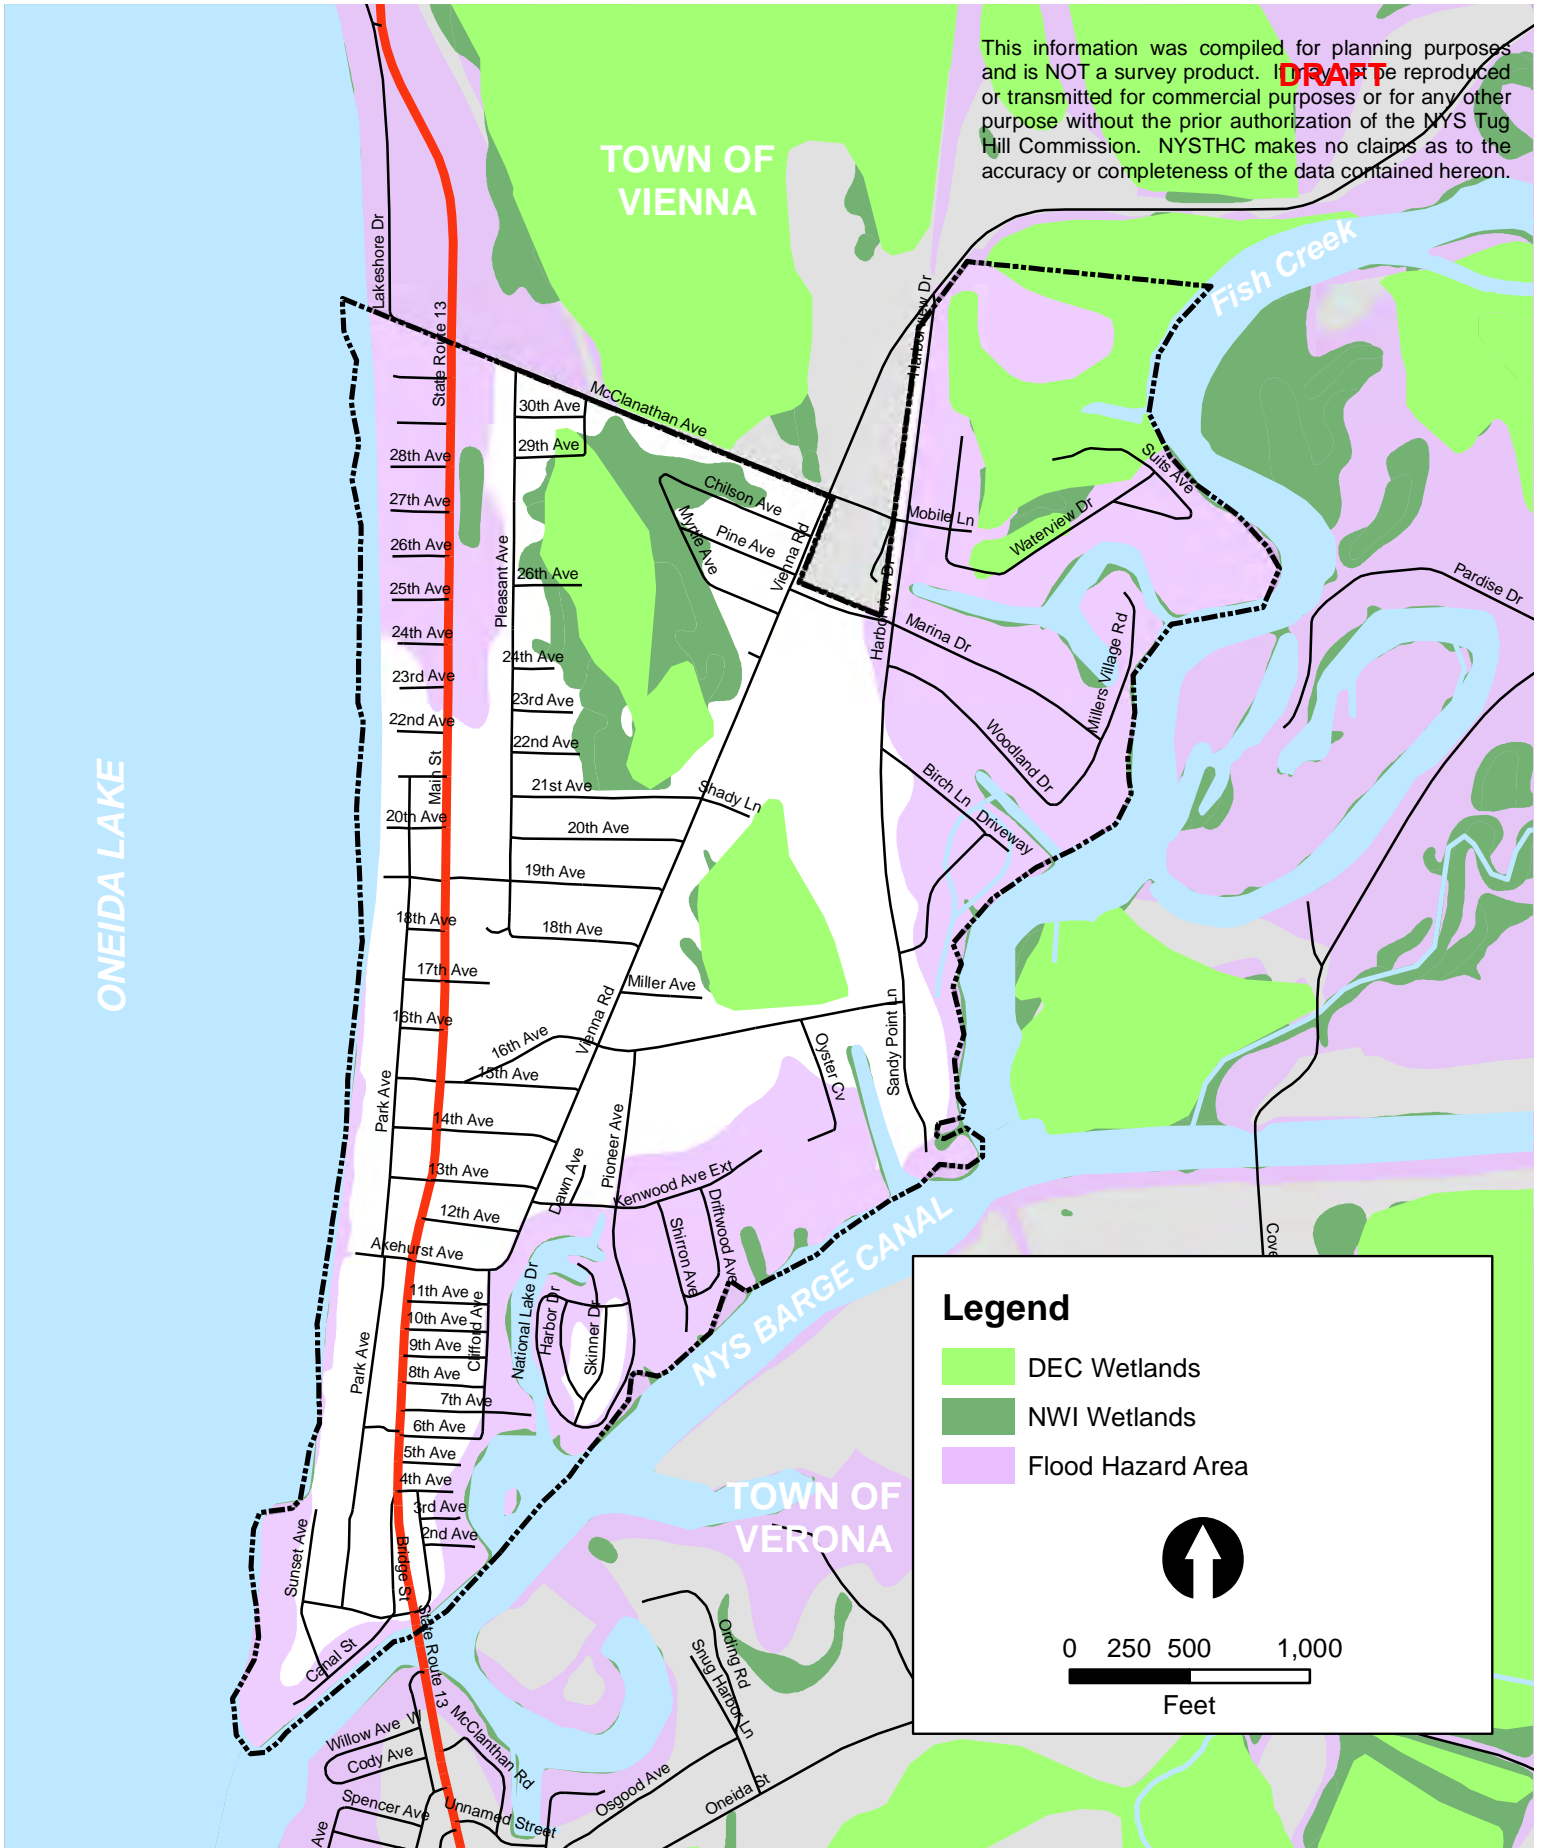 This information was compiled for planning purposes
and is NOT a survey product. It may not be reproduced
or transmitted for commercial purposes or for any other
purpose without the prior authorization of the NYS Tug
Hill Commission. NYSTHC makes no claims as to the
accuracy or completeness of the data contained hereon.
DRAFT
TOWN OF
VIENNA
Fish Creek
Lakeshore Dr
State Route 13
Harborview Dr
McClanathan Ave
30th Ave
29th Ave
28th Ave
27th Ave
26th Ave
25th Ave
24th Ave
23rd Ave
22nd Ave
Main St
20th Ave
18th Ave
17th Ave
16th Ave
Pleasant Ave
26th Ave
24th Ave
23rd Ave
22nd Ave
21st Ave
20th Ave
19th Ave
18th Ave
Chilson Ave
Pine Ave
Myrtle Ave
Vienna Rd
Mobile Ln
Suits Ave
Waterview Dr
Pardise Dr
Harborview Dr
Marina Dr
Millers Village Rd
Woodland Dr
Birch Ln
Driveway
Shady Ln
Miller Ave
Vienna Rd
16th Ave
15th Ave
14th Ave
13th Ave
12th Ave
Akehurst Ave
Park Ave
Oyster Cv
Sandy Point Ln
Pioneer Ave
Dawn Ave
Kenwood Ave Ext
Driftwood Ave
Shirron Ave
ONEIDA LAKE
NYS BARGE CANAL
National Lake Dr
Harbor Dr
Skinner Dr
Clifford Ave
11th Ave
10th Ave
9th Ave
8th Ave
7th Ave
6th Ave
5th Ave
4th Ave
3rd Ave
2nd Ave
Park Ave
Sunset Ave
Bridge St
Canal St
State Route 13
TOWN OF
VERONA
Cove
Legend
DEC Wetlands
NWI Wetlands
Flood Hazard Area
0 250 500 1,000
Feet
Ording Rd
Snug Harbor Ln
McClanthan Rd
Willow Ave W
Cody Ave
Spencer Ave
Ave
Unnamed Street
Osgood Ave
Oneida St